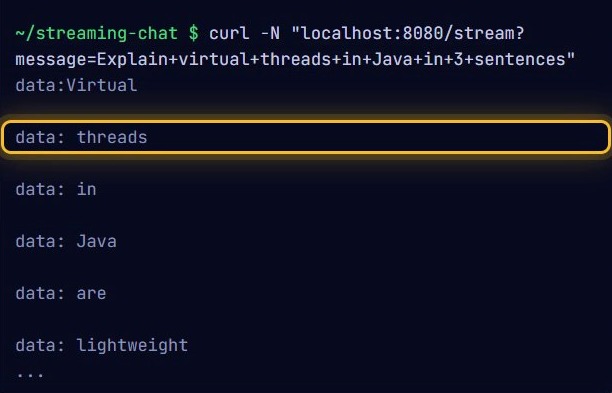 ~/streaming-chat $ curl -N "localhost:8080/stream?
message=Explain+virtual+threads+in+Java+in+3+sentences"
data:Virtual
data: threads
data: in
data: Java
data: are
data: lightweight
...